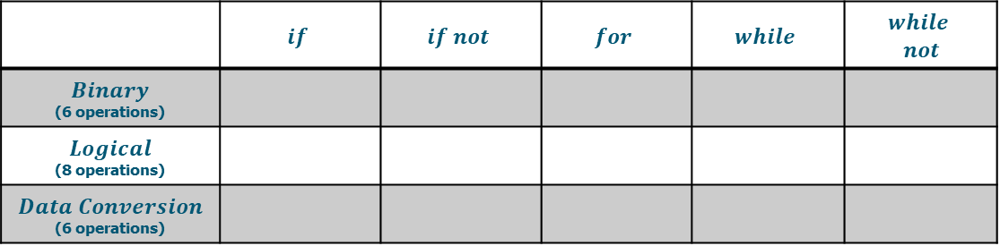 if
if not
for
while
while
not
Binary
(6 operations)
Logical
(8 operations)
Data Conversion
(6 operations)